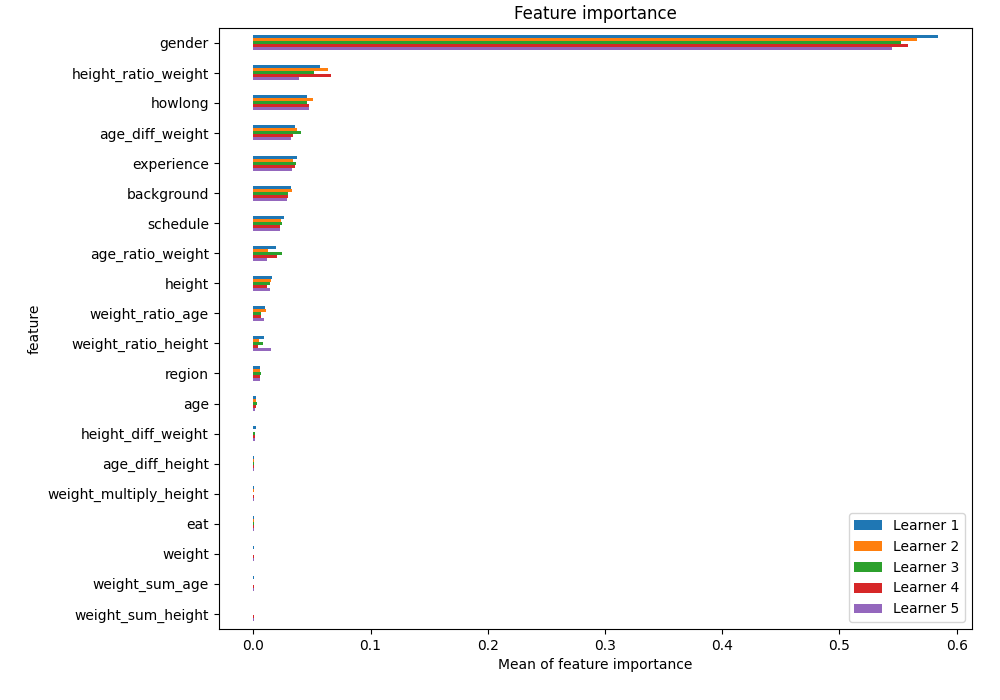 Feature importance
gender
height_ratio_weight
howlong
age_diff_weight
experience
background
schedule
age_ratio_weight
height
weight_ratio_age
weight_ratio_height
region
age
height_diff_weight
age_diff_height
weight_multiply_height
eat
weight
weight_sum_age
weight_sum_height
feature
Learner 1
Learner 2
Learner 3
Learner 4
Learner 5
0.0 0.1 0.2 0.3 0.4 0.5 0.6
Mean of feature importance